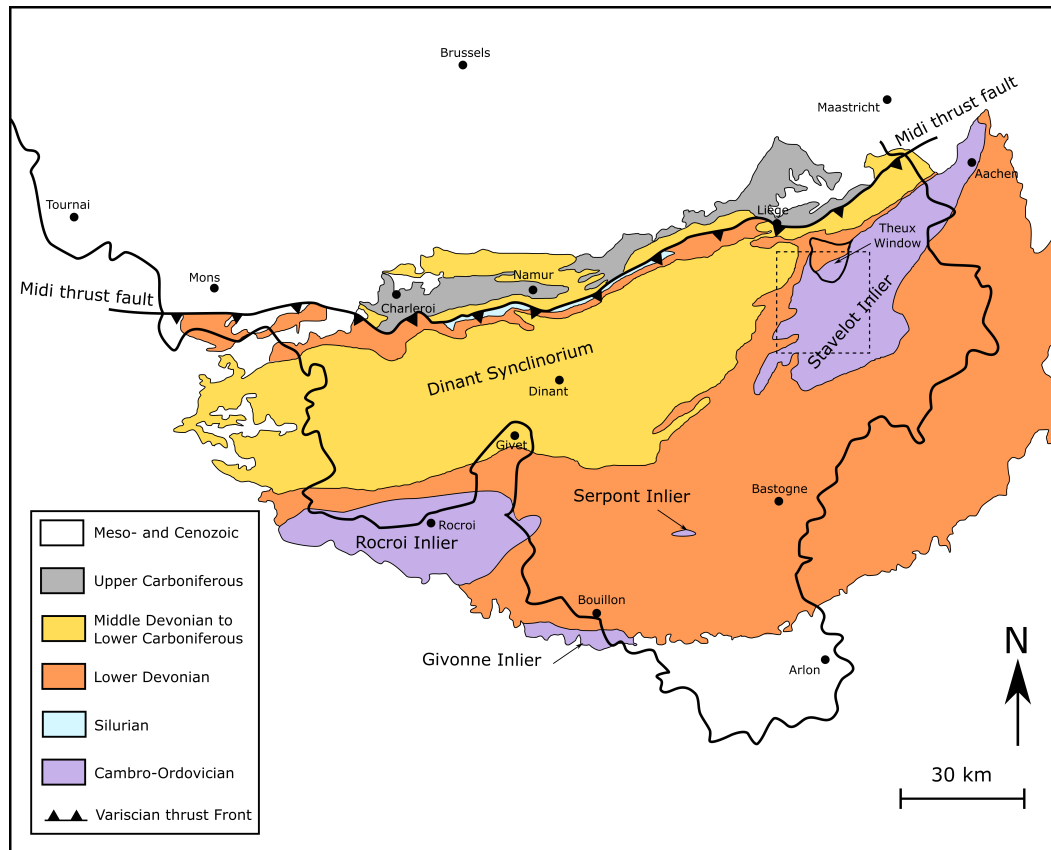 Brussels
Maastricht
Midi thrust fault
Aachen
Tournai
Liège
Theux
Window
Mons
Namur
Midi thrust fault
Charleroi
Stavelot Inlier
Dinant Synclinorium
Dinant
Givet
Bastogne
Serpont Inlier
Rocroi
Rocroi Inlier
Bouillon
Givonne Inlier
Arlon
N
30 km
Meso- and Cenozoic
Upper Carboniferous
Middle Devonian to
Lower Carboniferous
Lower Devonian
Silurian
Cambro-Ordovician
Variscian thrust Front